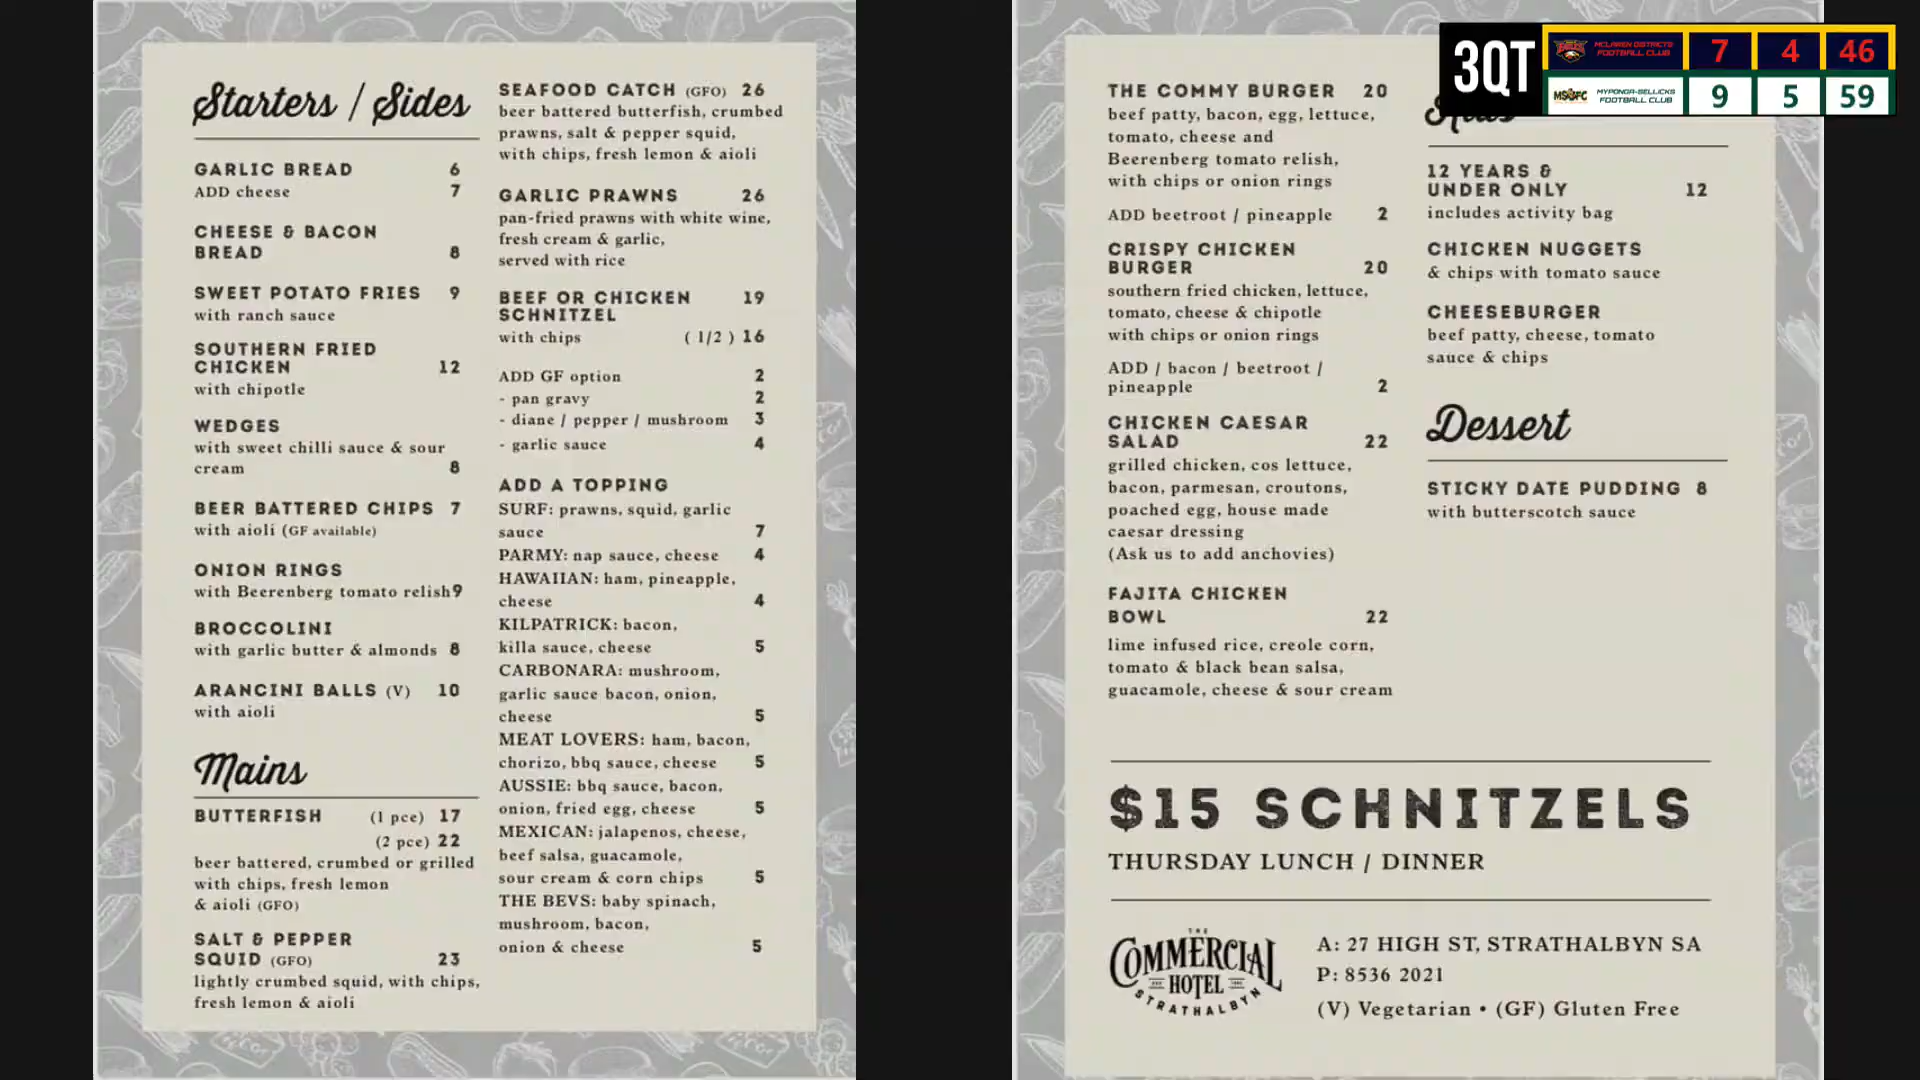 Starters / Sides
GARLIC BREAD 6
ADD cheese 7
CHEESE & BACON
BREAD 8
SWEET POTATO FRIES 9
with ranch sauce
SOUTHERN FRIED
CHICKEN 12
with chipotle
WEDGES
with sweet chilli sauce & sour
cream 8
BEER BATTERED CHIPS 7
with aioli (GF available)
ONION RINGS
with Beerenberg tomato relish 9
BROCCOLINI
with garlic butter & almonds 8
ARANCINI BALLS (V) 10
with aioli
Mains
BUTTERFISH (1 pce) 17
(2 pce) 22
beer battered, crumbed or grilled
with chips, fresh lemon
& aioli (GFO)
SALT & PEPPER
SQUID (GFO) 23
lightly crumbed squid, with chips,
fresh lemon & aioli
SEAFOOD CATCH (GFO) 26
beer battered butterfish, crumbed
prawns, salt & pepper squid,
with chips, fresh lemon & aioli
GARLIC PRAWNS 26
pan-fried prawns with white wine,
fresh cream & garlic,
served with rice
BEEF OR CHICKEN 19
SCHNITZEL
with chips ( 1/2 ) 16
ADD GF option 2
- pan gravy 2
- diane / pepper / mushroom 3
- garlic sauce 4
ADD A TOPPING
SURF: prawns, squid, garlic
sauce 7
PARMY: nap sauce, cheese 4
HAWAIIAN: ham, pineapple,
cheese 4
KILPATRICK: bacon,
killa sauce, cheese 5
CARBONARA: mushroom,
garlic sauce bacon, onion,
cheese 5
MEAT LOVERS: ham, bacon,
chorizo, bbq sauce, cheese 5
AUSSIE: bbq sauce, bacon,
onion, fried egg, cheese 5
MEXICAN: jalapenos, cheese,
beef salsa, guacamole,
sour cream & corn chips 5
THE BEVS: baby spinach,
mushroom, bacon,
onion & cheese 5
THE COMMY BURGER 20
beef patty, bacon, egg, lettuce,
tomato, cheese and
Beerenberg tomato relish,
with chips or onion rings
ADD beetroot / pineapple 2
CRISPY CHICKEN
BURGER 20
southern fried chicken, lettuce,
tomato, cheese & chipotle
with chips or onion rings
ADD / bacon / beetroot /
pineapple 2
CHICKEN CAESAR
SALAD 22
grilled chicken, cos lettuce,
bacon, parmesan, croutons,
poached egg, house made
caesar dressing
(Ask us to add anchovies)
FAJITA CHICKEN
BOWL 22
lime infused rice, creole corn,
tomato & black bean salsa,
guacamole, cheese & sour cream
3QT
MCLAREN DISTRICTS
FOOTBALL CLUB
7 4 46
MSFC
MYPONGA-SELLICKS
FOOTBALL CLUB
9 5 59
12 YEARS &
UNDER ONLY 12
includes activity bag
CHICKEN NUGGETS
& chips with tomato sauce
CHEESEBURGER
beef patty, cheese, tomato
sauce & chips
Dessert
STICKY DATE PUDDING 8
with butterscotch sauce
$15 SCHNITZELS
THURSDAY LUNCH / DINNER
THE
COMMERCIAL
HOTEL
STRATHALBYN
A: 27 HIGH ST, STRATHALBYN SA
P: 8536 2021
(V) Vegetarian • (GF) Gluten Free